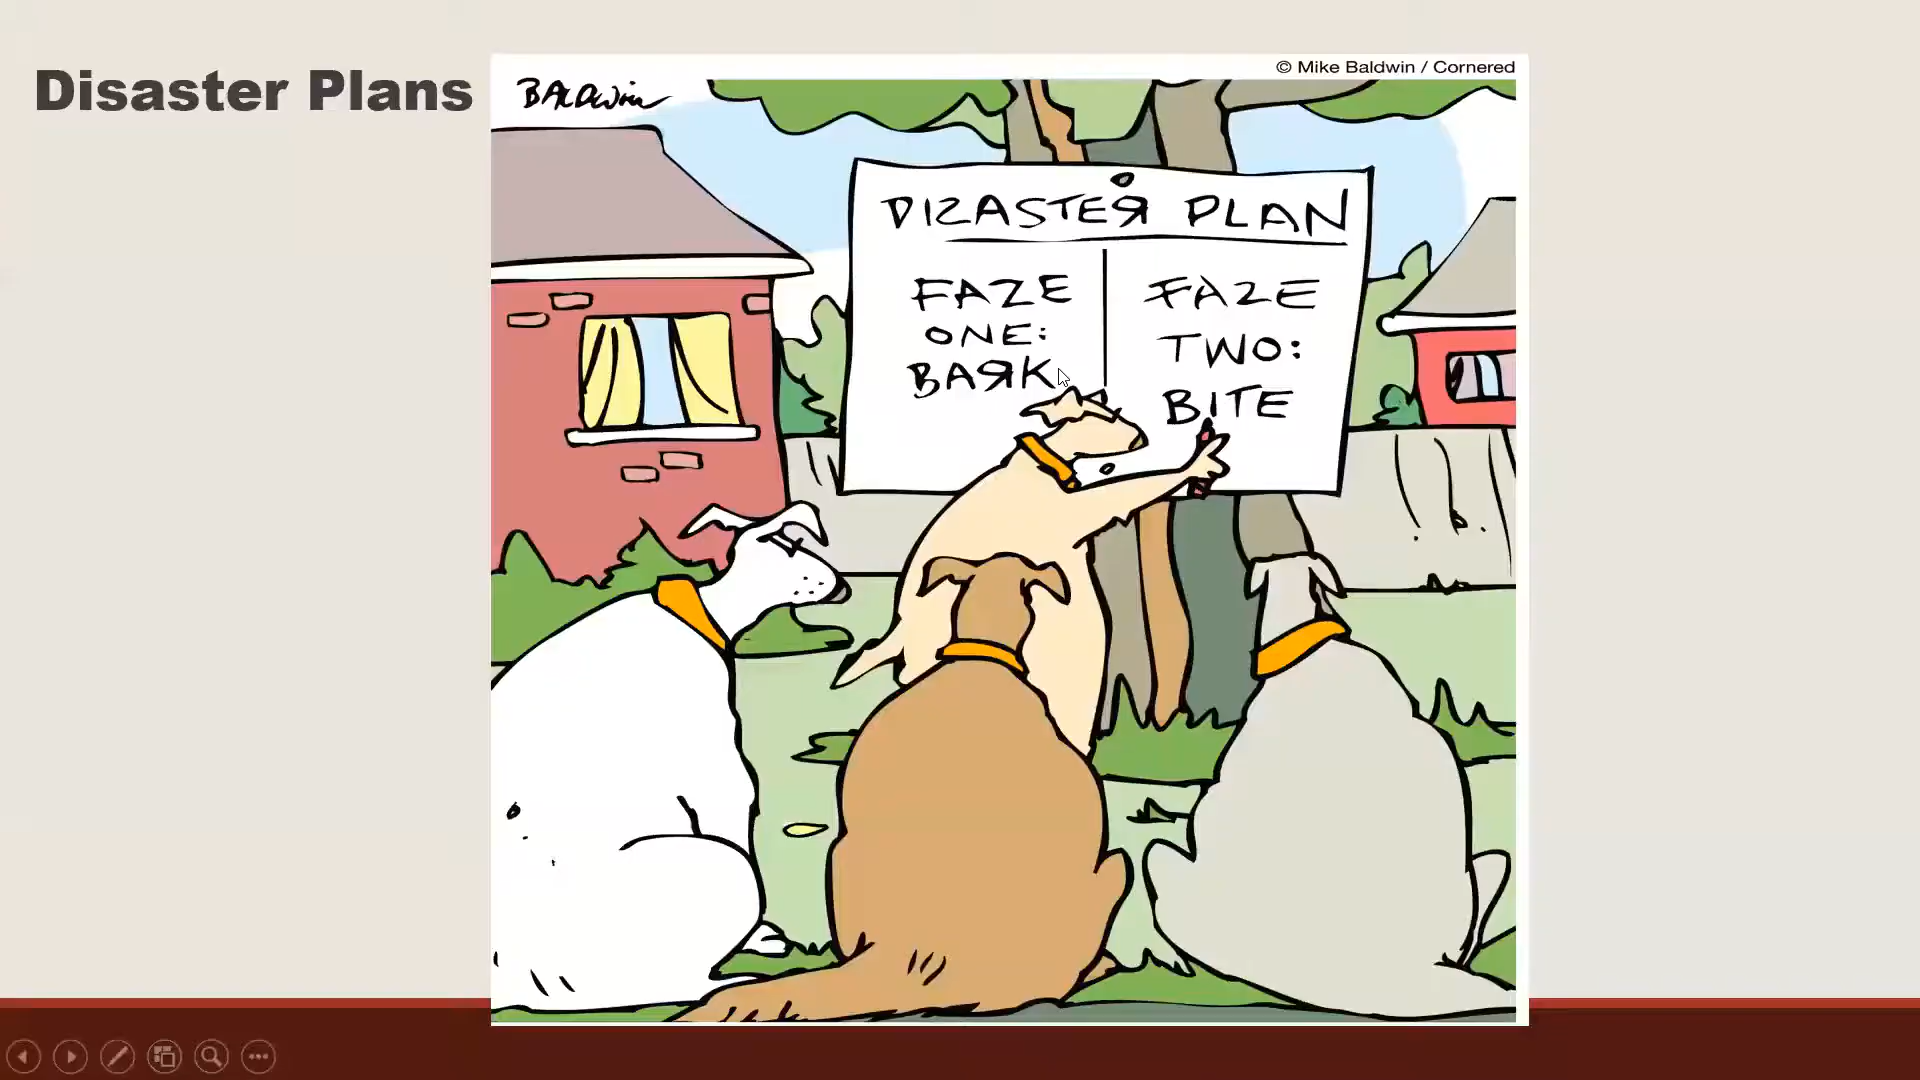 Disaster Plans
© Mike Baldwin / Cornered
BALDWIN
DIZASTEЯ PLAN
FAZE
ONE:
BAЯK
FAZE
TWO:
BITE